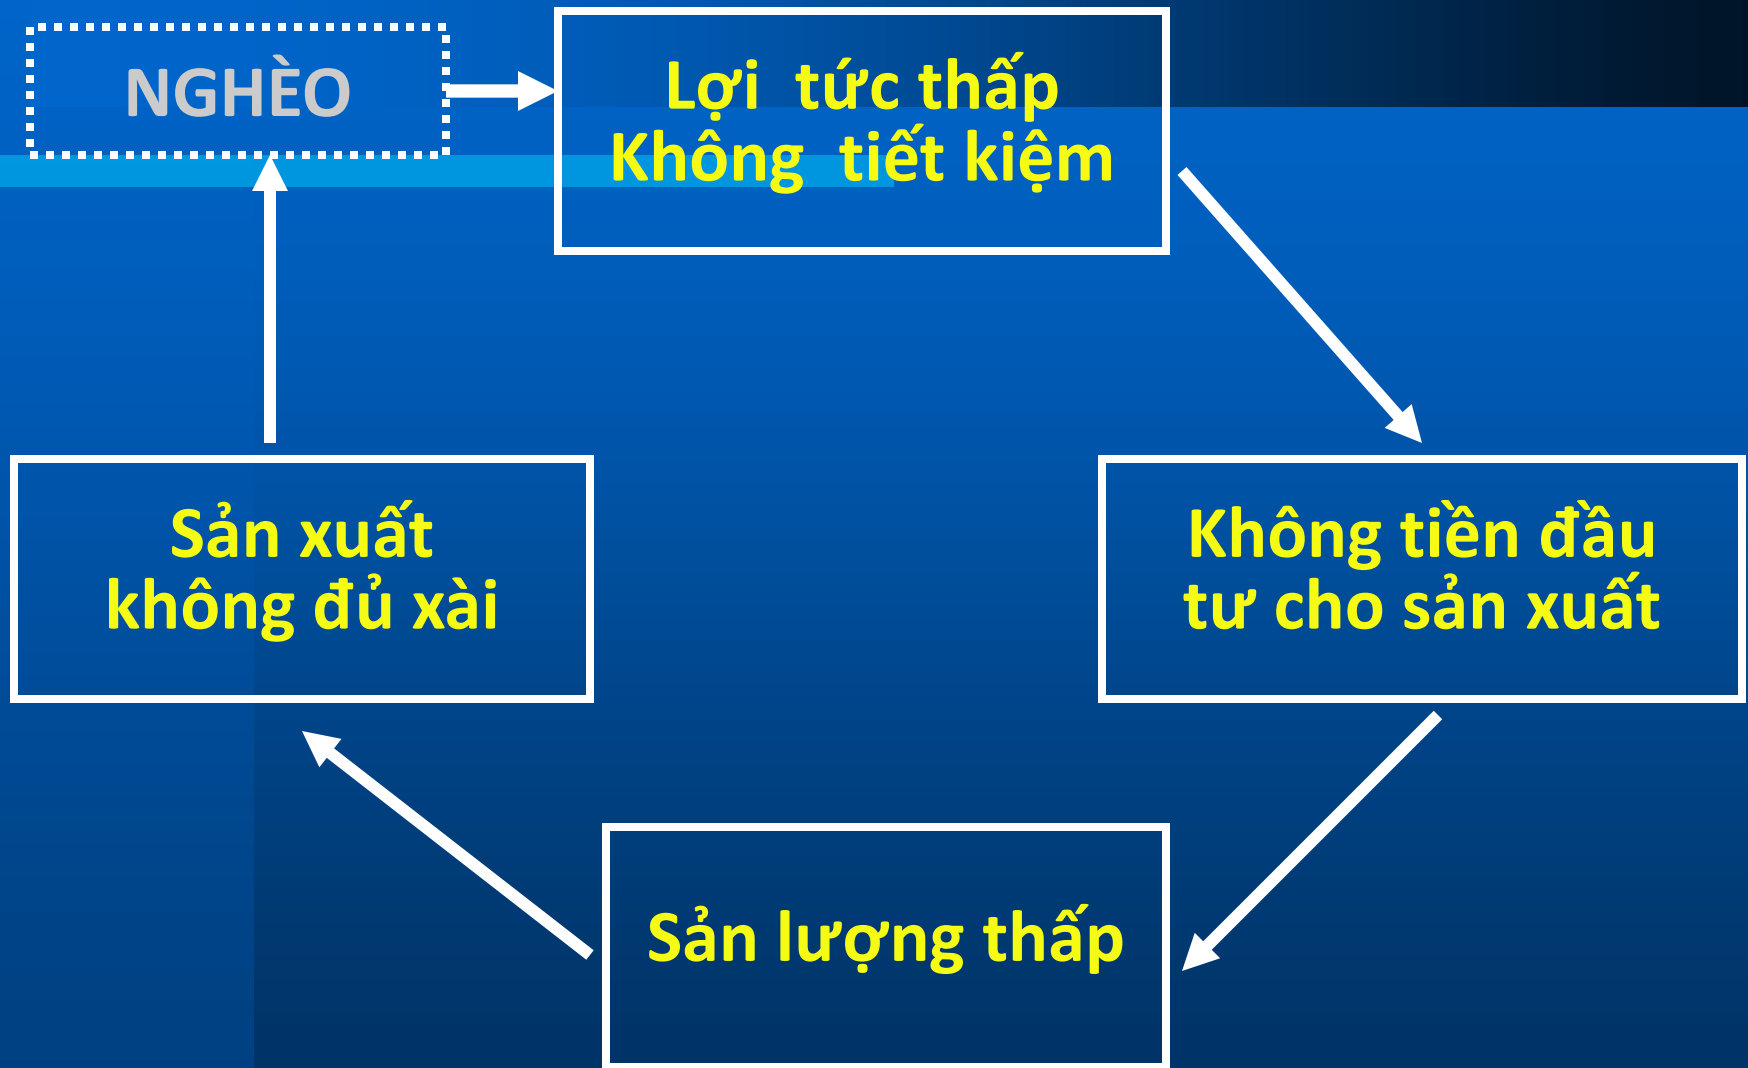 NGHÈO
Lợi tức thấp
Không tiết kiệm
Sản xuất
không đủ xài
Không tiền đầu
tư cho sản xuất
Sản lượng thấp